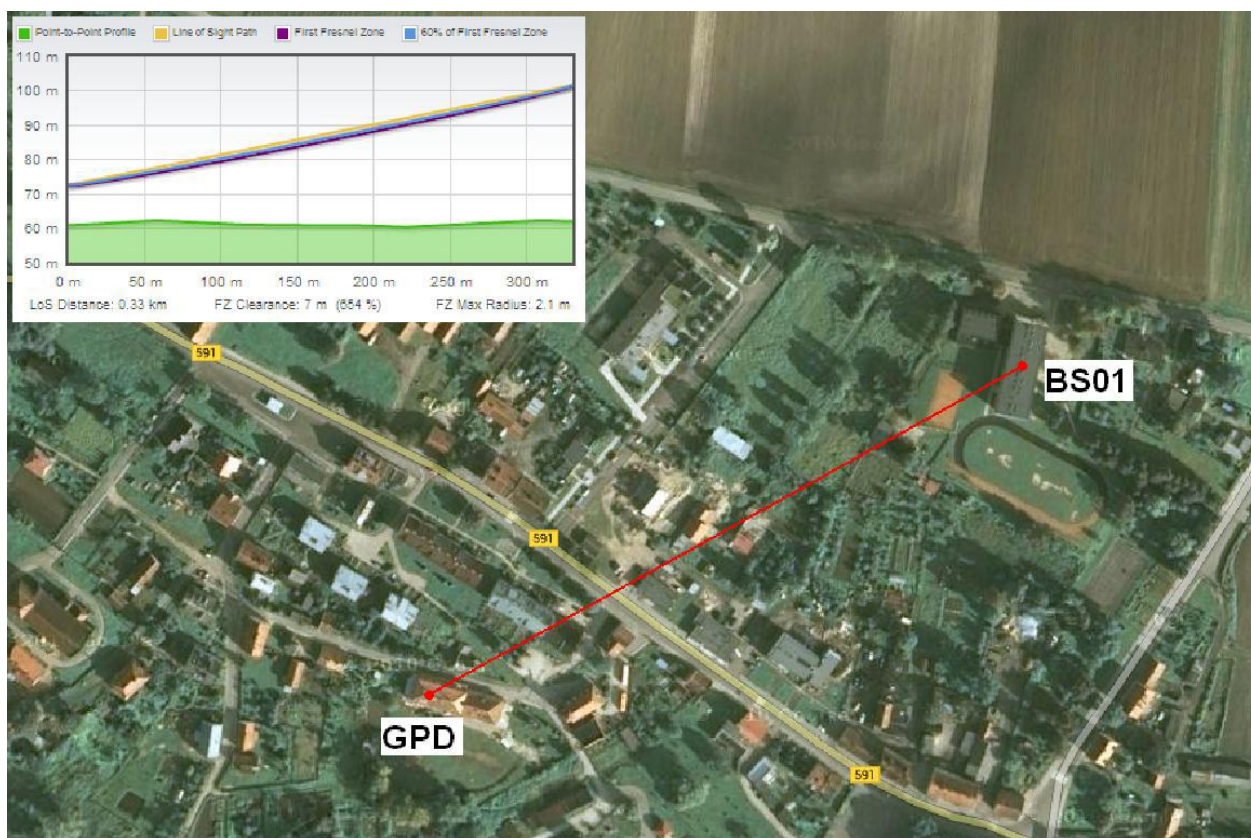 Point-to-Point Profile Line of Sight Path First Fresnel Zone 60% of First Fresnel Zone
110 m
100 m
90 m
80 m
70 m
60 m
50 m
0 m 50 m 100 m 150 m 200 m 250 m 300 m
LoS Distance: 0.33 km FZ Clearance: 7 m (654 %) FZ Max Radius: 2.1 m
591
BS01
591
GPD
591